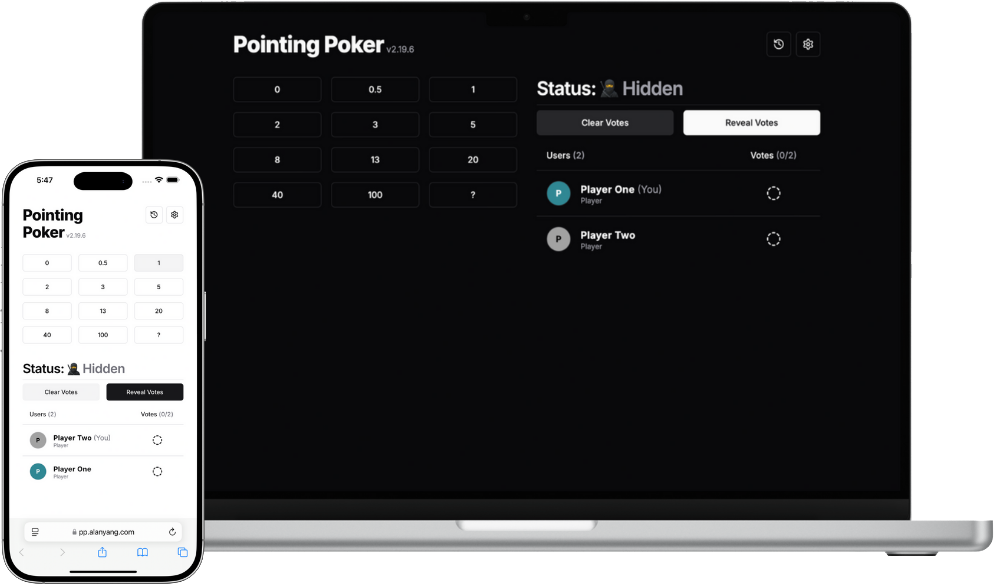 Pointing Poker v2.19.6
0 0.5 1
2 3 5
8 13 20
40 100 ?
Status: 🥷 Hidden
Clear Votes Reveal Votes
Users (2) Votes (0/2)
P Player One (You)
Player
P Player Two
Player
5:47
Pointing
Poker v2.19.6
0 0.5 1
2 3 5
8 13 20
40 100 ?
Status: 🥷 Hidden
Clear Votes Reveal Votes
Users (2) Votes (0/2)
P Player Two (You)
Player
P Player One
Player
pp.alanyang.com